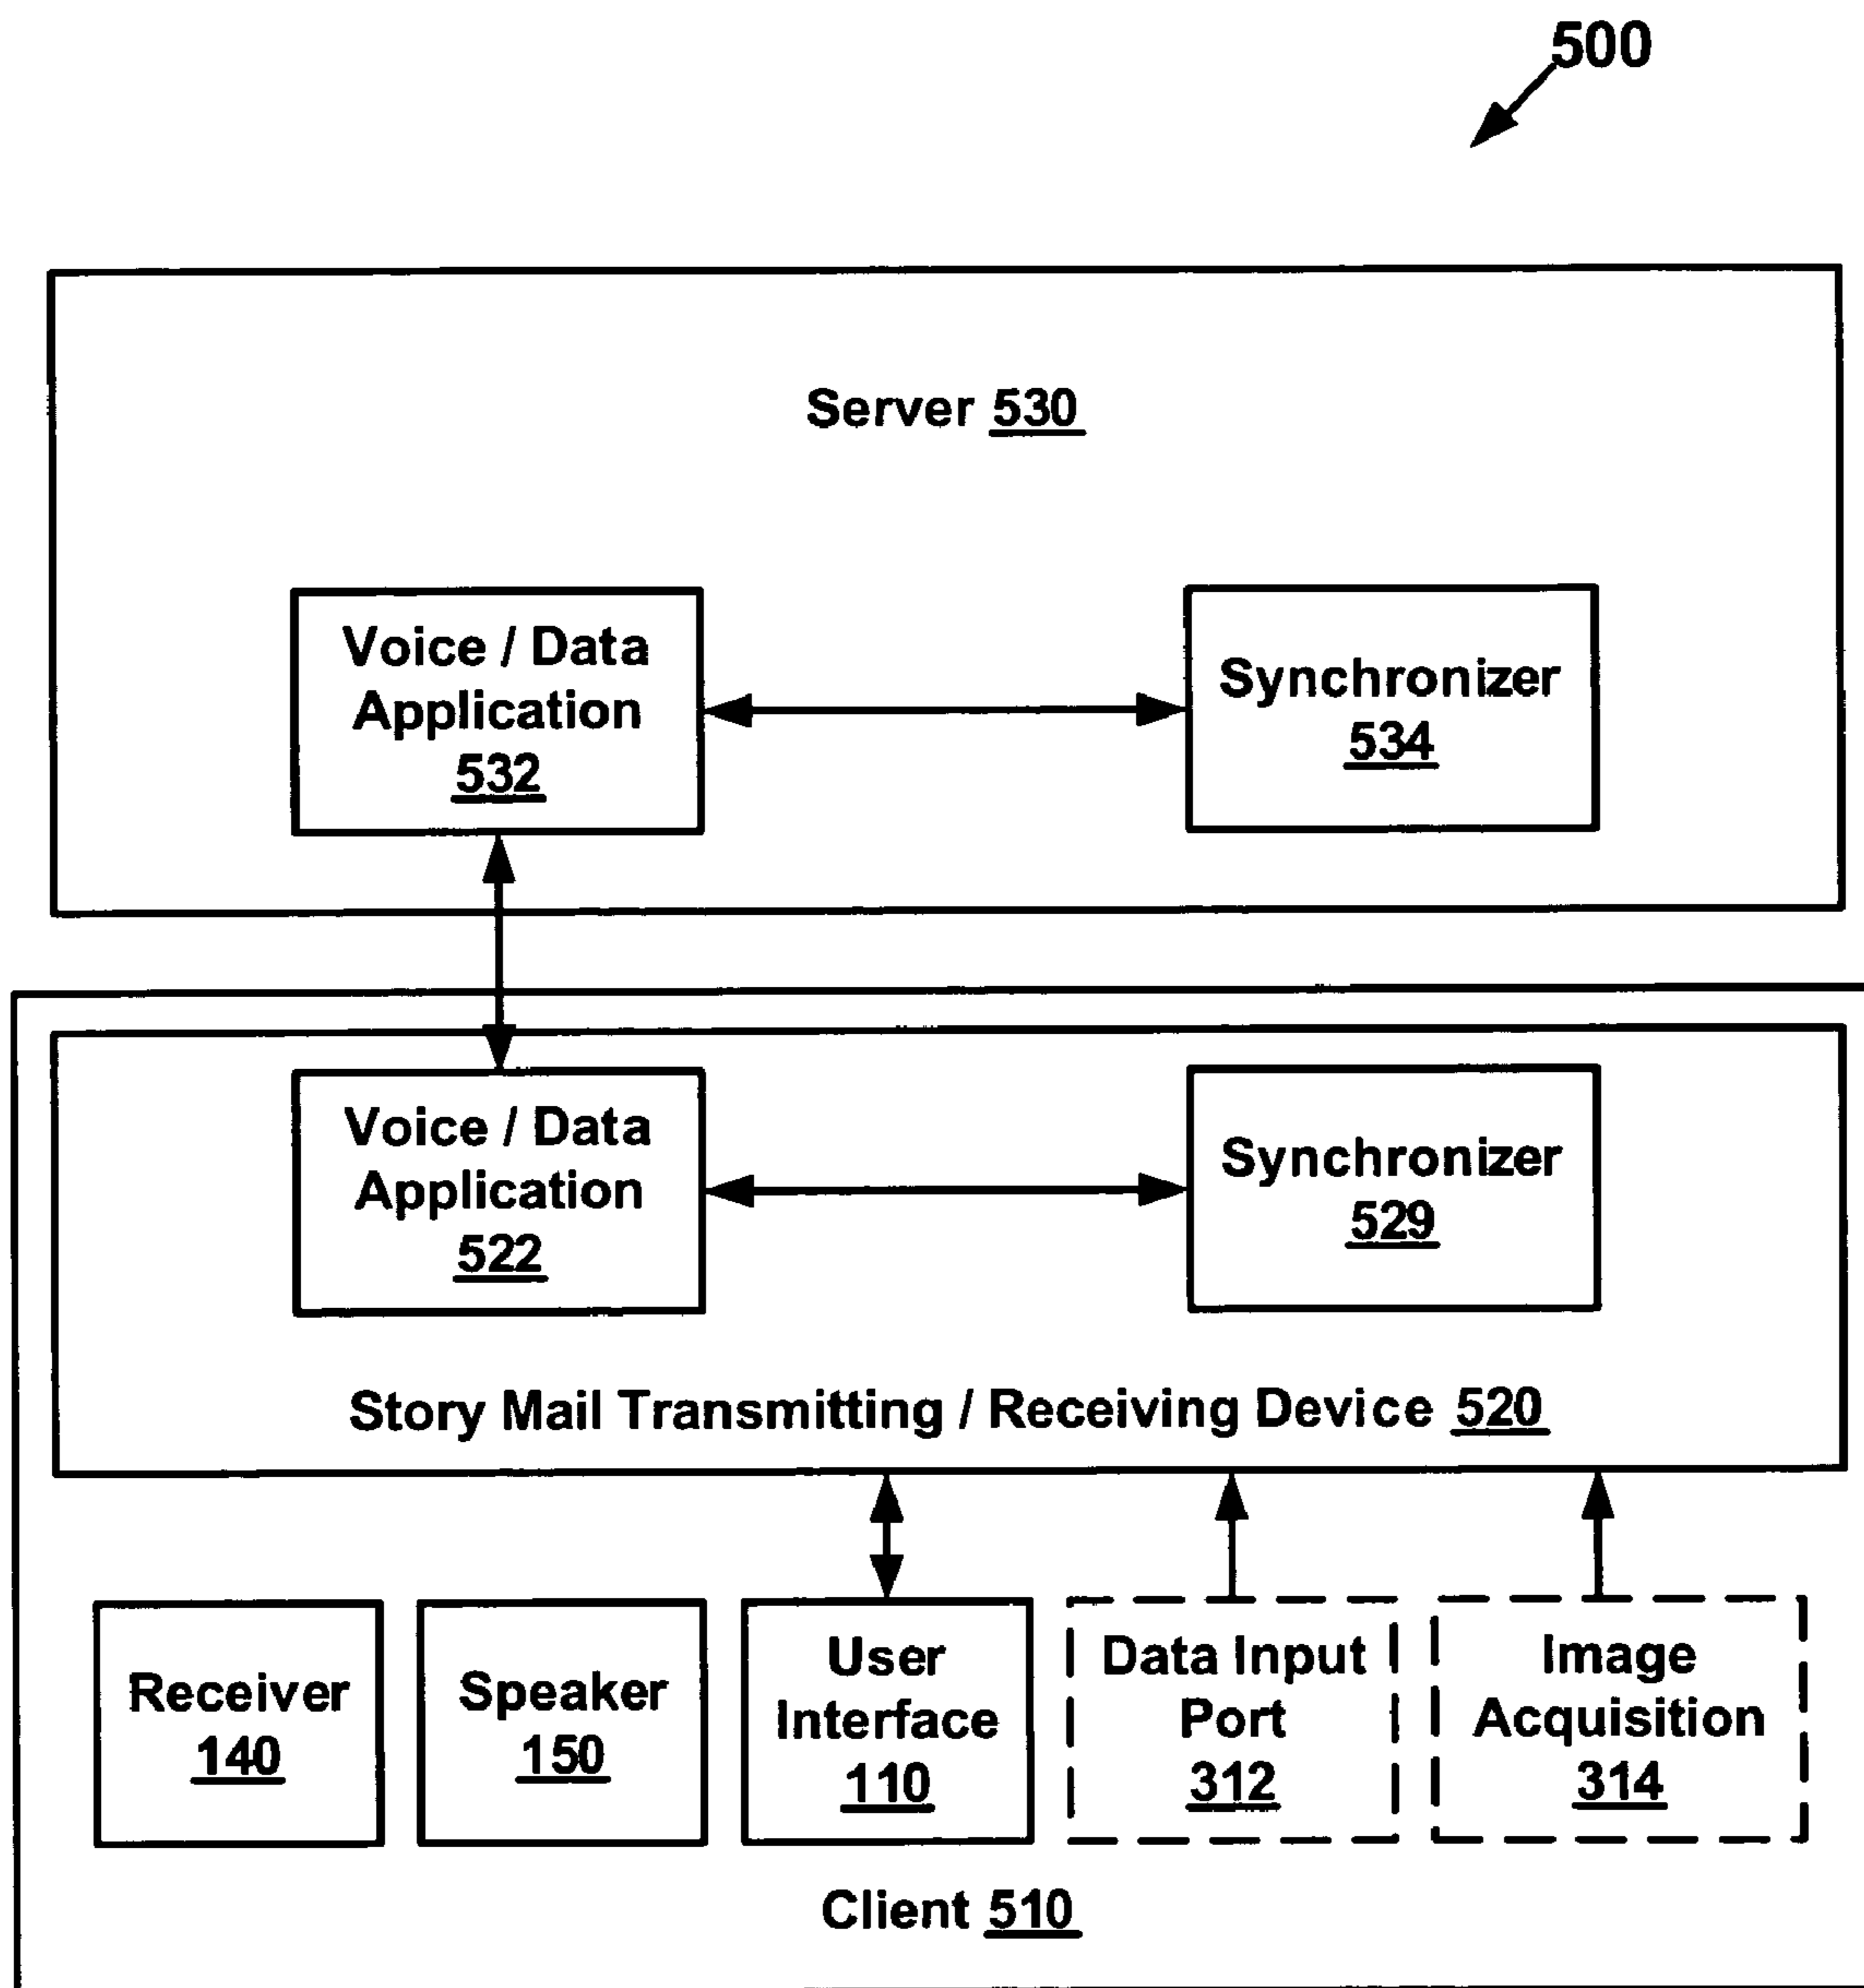 500
Server 530
Voice / Data
Application
532
Synchronizer
534
Voice / Data
Application
522
Synchronizer
529
Story Mail Transmitting / Receiving Device 520
Receiver
140
Speaker
150
User
Interface
110
Data Input
Port
312
Image
Acquisition
314
Client 510